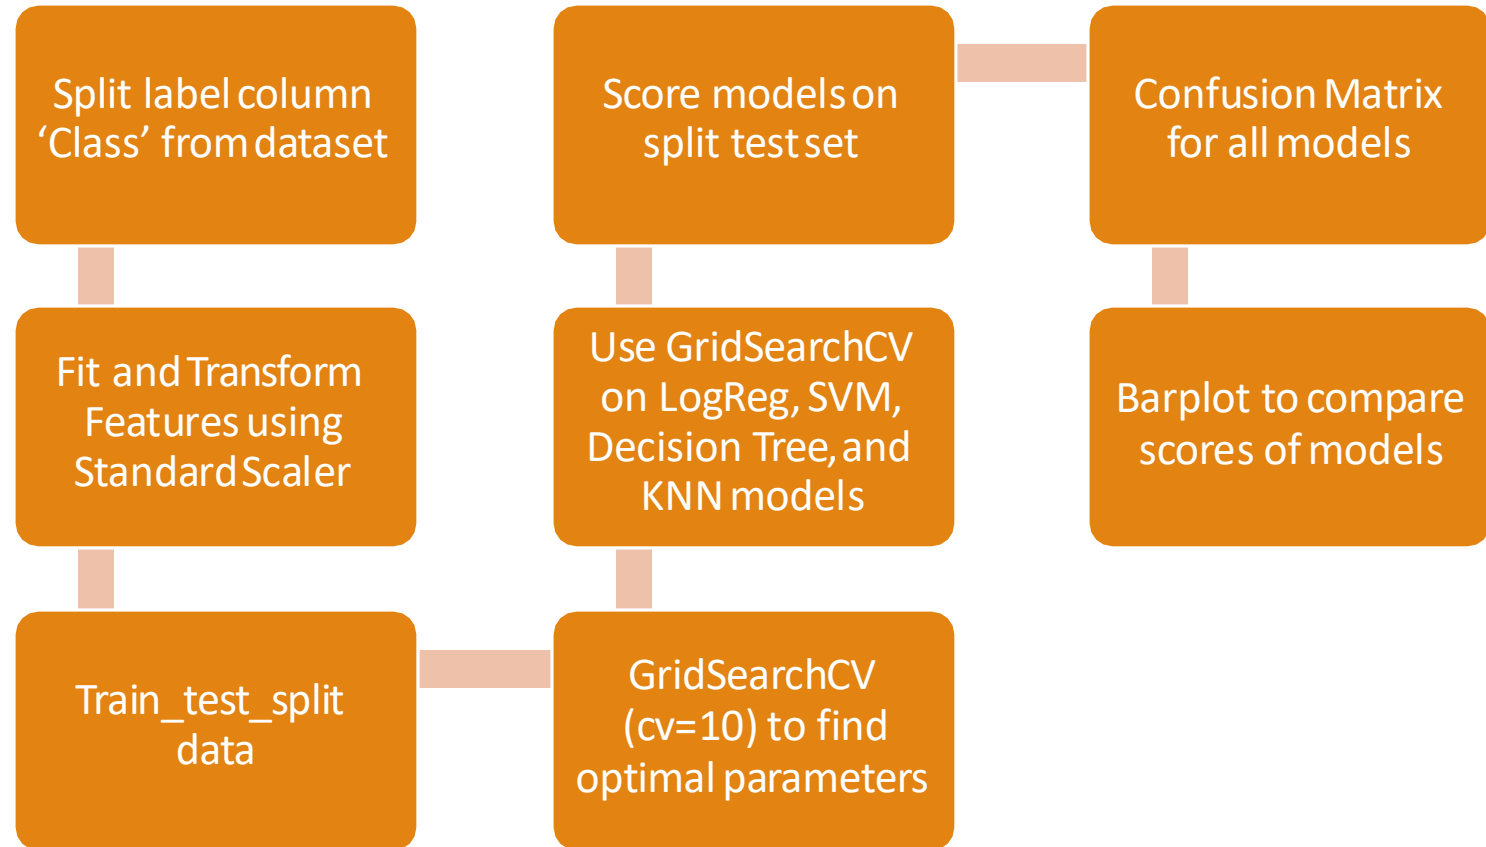 Split label column
‘Class’ from dataset
Fit and Transform
Features using
Standard Scaler
Train_test_split
data
GridSearchCV
(cv=10) to find
optimal parameters
Use GridSearchCV
on LogReg, SVM,
Decision Tree, and
KNN models
Score models on
split test set
Confusion Matrix
for all models
Barplot to compare
scores of models